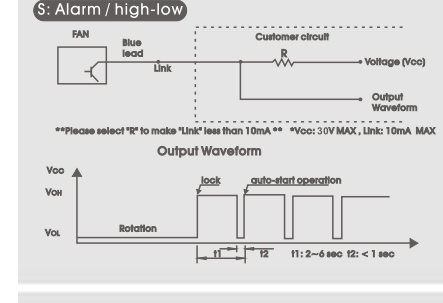 S: Alarm / high-low
FAN
Customer circuit
Blue
lead
R
Voltage (Vcc)
Link
Output
Waveform
**Please select "R" to make "Link" less than 10mA ** *Vcc: 30V MAX , Link: 10mA MAX
Output Waveform
Vcc
lock
auto-start operation
VOH
VOL
Rotation
t1
t2
t1: 2~6 sec t2: < 1 sec